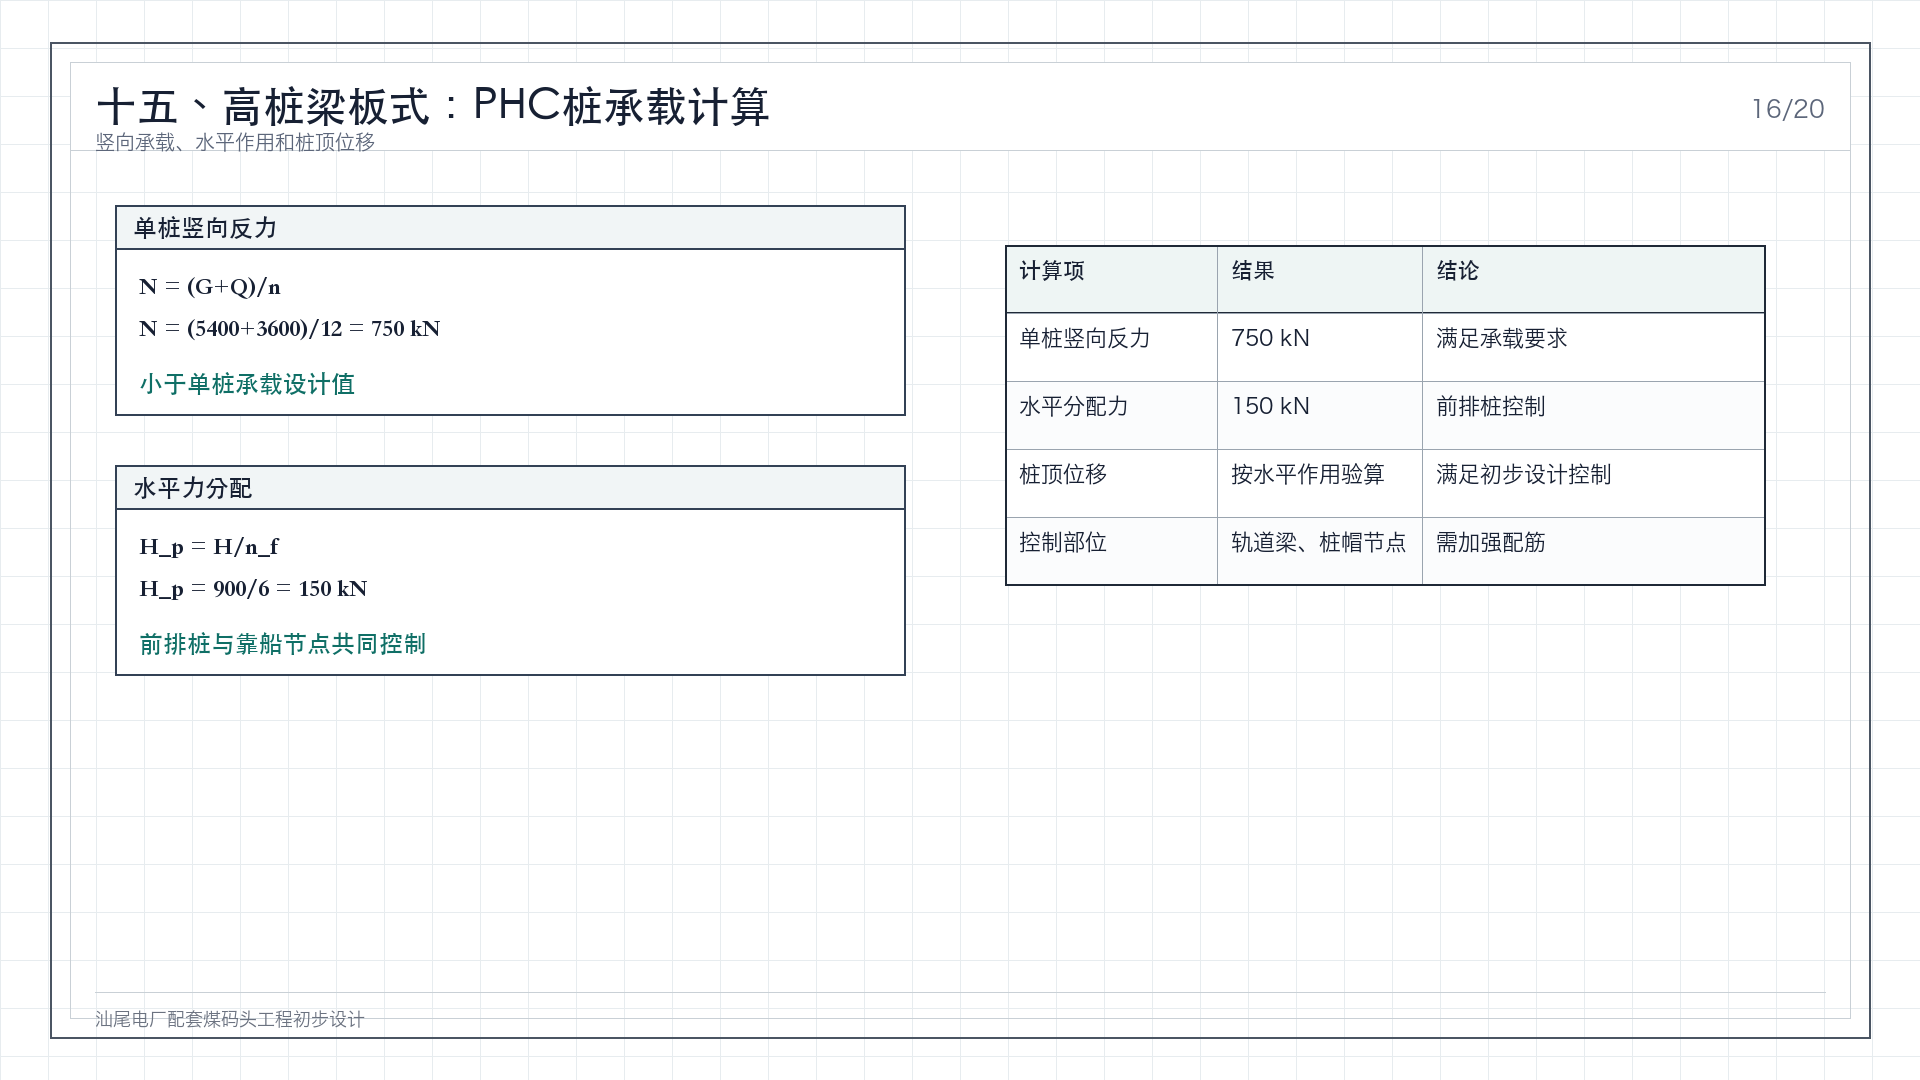 十五、高桩梁板式：PHC桩承载计算
16/20
竖向承载、水平作用和桩顶位移
单桩竖向反力
N = (G+Q)/n
N = (5400+3600)/12 = 750 kN
小于单桩承载设计值
水平力分配
H_p = H/n_f
H_p = 900/6 = 150 kN
前排桩与靠船节点共同控制
计算项 结果 结论
单桩竖向反力 750 kN 满足承载要求
水平分配力 150 kN 前排桩控制
桩顶位移 按水平作用验算 满足初步设计控制
控制部位 轨道梁、桩帽节点 需加强配筋
汕尾电厂配套煤码头工程初步设计